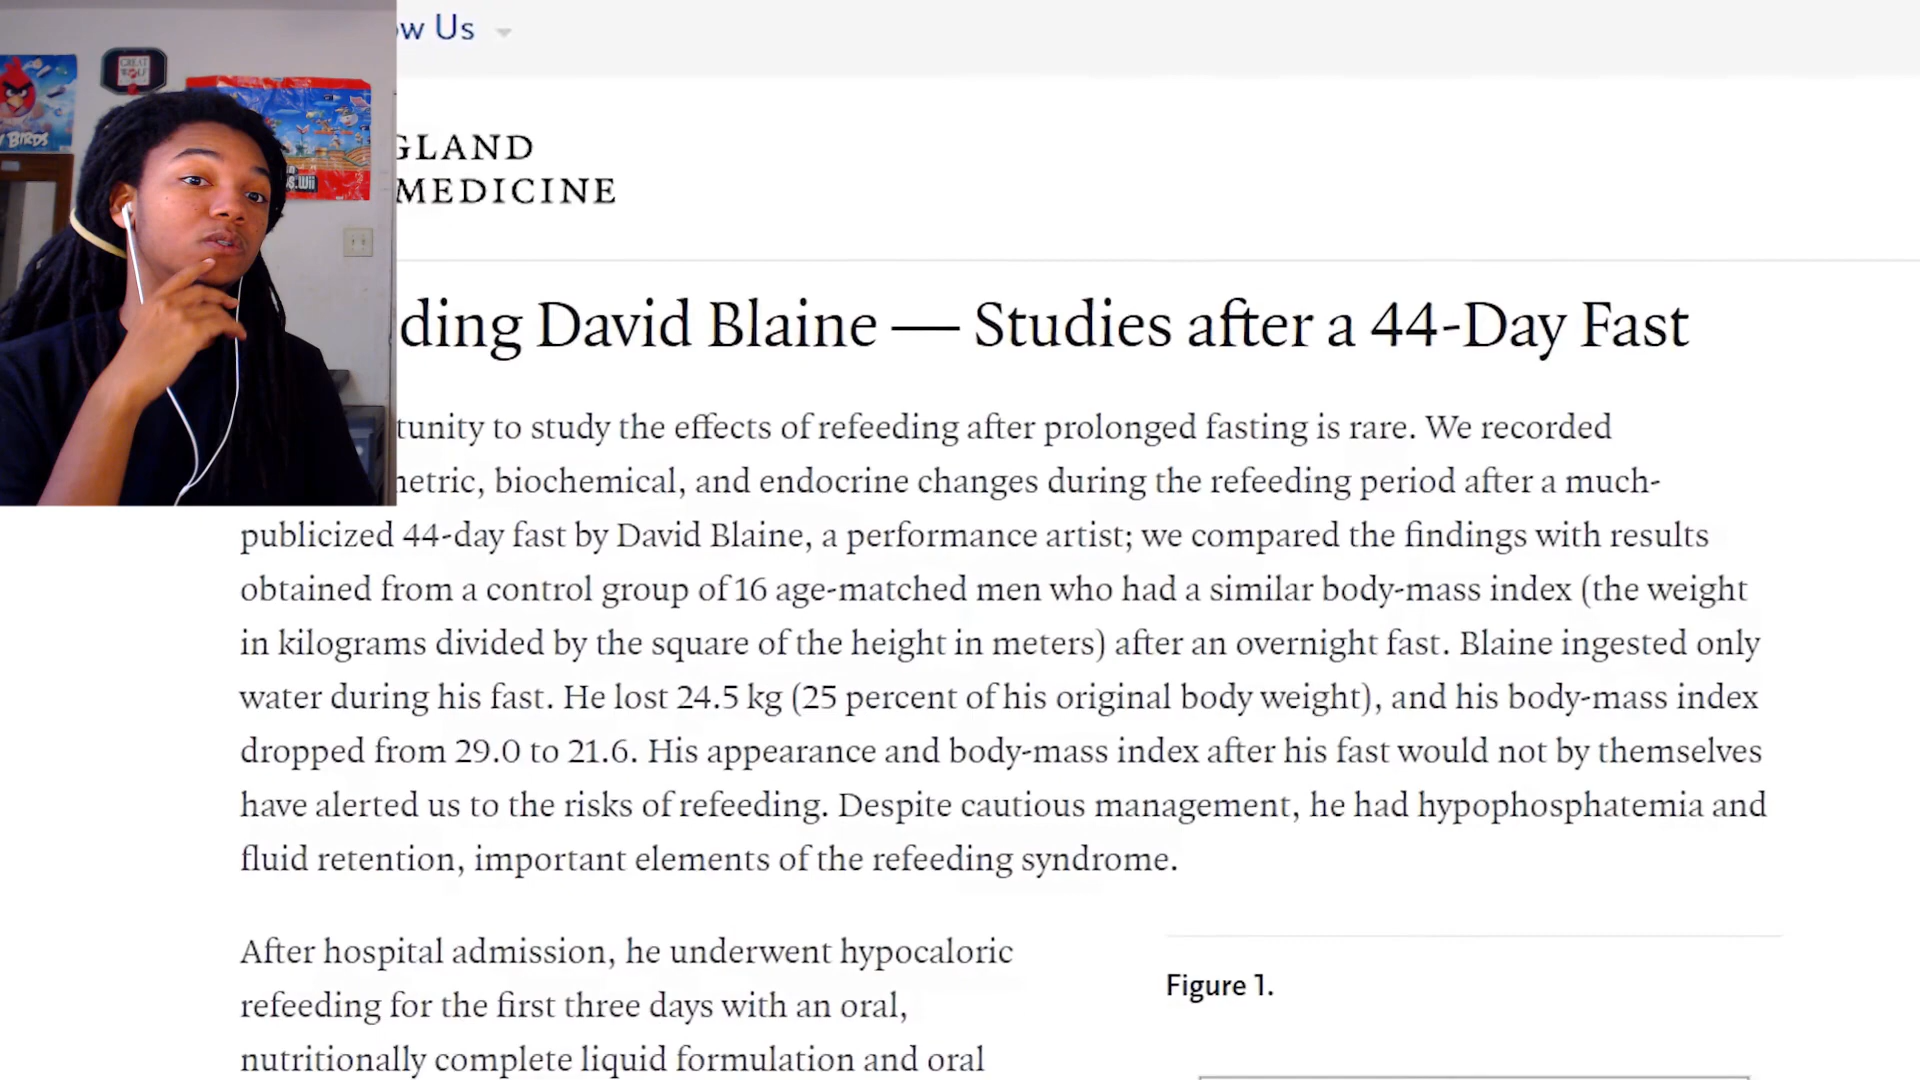 ow Us
GREAT
WOLF
BIRDS
s.Wii
GLAND
MEDICINE
ding David Blaine — Studies after a 44-Day Fast
tunity to study the effects of refeeding after prolonged fasting is rare. We recorded
netric, biochemical, and endocrine changes during the refeeding period after a much-
publicized 44-day fast by David Blaine, a performance artist; we compared the findings with results
obtained from a control group of 16 age-matched men who had a similar body-mass index (the weight
in kilograms divided by the square of the height in meters) after an overnight fast. Blaine ingested only
water during his fast. He lost 24.5 kg (25 percent of his original body weight), and his body-mass index
dropped from 29.0 to 21.6. His appearance and body-mass index after his fast would not by themselves
have alerted us to the risks of refeeding. Despite cautious management, he had hypophosphatemia and
fluid retention, important elements of the refeeding syndrome.
After hospital admission, he underwent hypocaloric
refeeding for the first three days with an oral,
nutritionally complete liquid formulation and oral
Figure 1.